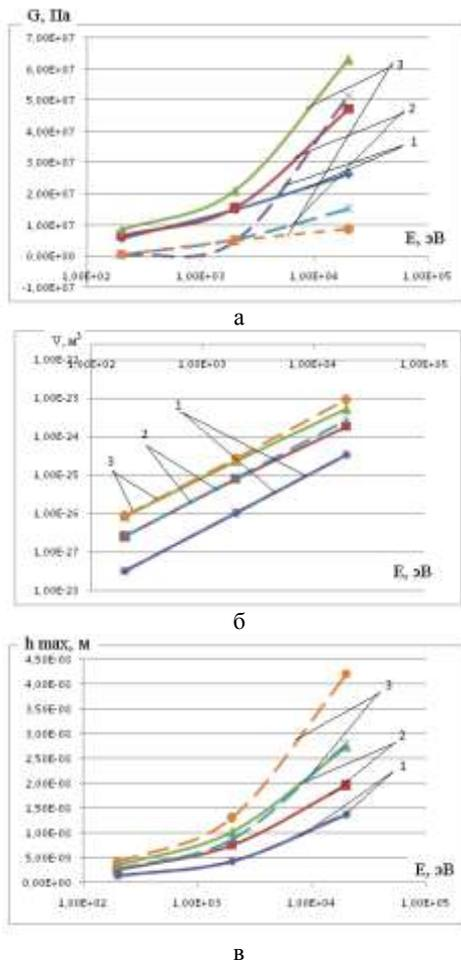 G, Па
7,00E+07
6,00E+07
5,00E+07
4,00E+07
3,00E+07
2,00E+07
1,00E+07
0,00E+00
-1,00E+07
1,00E+02 1,00E+03 1,00E+04 1,00E+05
3
2
1
E, эВ
а
V, м³
1,00E+02 1,00E+03 1,00E+04 1,00E+05
1,00E-22
1,00E-23
1,00E-24
1,00E-25
1,00E-26
1,00E-27
1,00E-28
1
2
3
E, эВ
б
h max, м
4,50E-08
4,00E-08
3,50E-08
3,00E-08
2,50E-08
2,00E-08
1,50E-08
1,00E-08
5,00E-09
0,00E+00
3
2
1
E, эВ
1,00E+02 1,00E+03 1,00E+04 1,00E+05
в